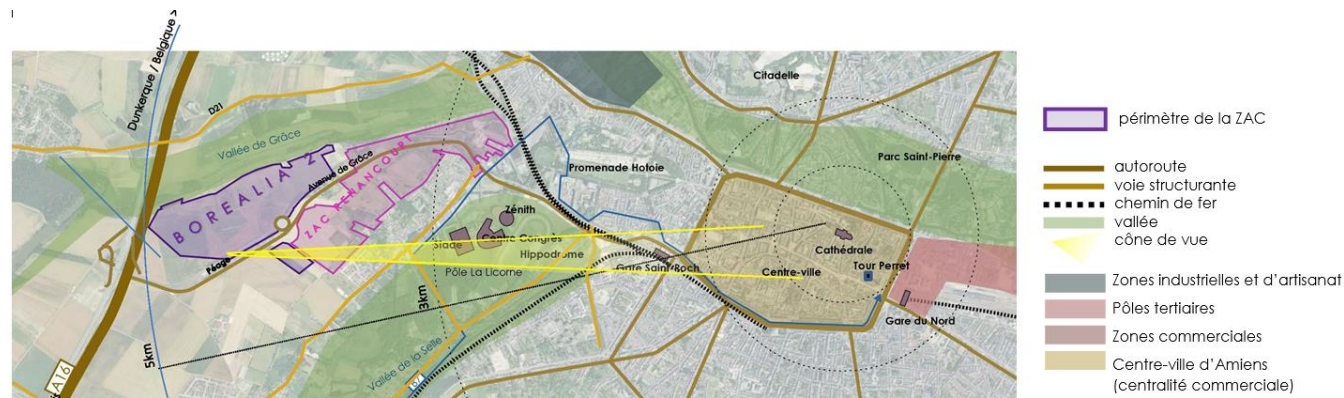 Dunkerque / Belgique >
D21
Citadelle
Vallée de Grâce
Parc Saint-Pierre
Promenade Hotoie
Avenue de Grâce
BOREALIA 2
ZAC RENANCOURT
Zénith
Stade
Centre Congrès
Cathédrale
Péage
Hippodrome
Gare Saint-Roch
Pôle La Licorne
Centre-ville
Tour Perret
3km
Gare du Nord
5km
Vallée de la Selle
A16
périmètre de la ZAC
autoroute
voie structurante
chemin de fer
vallée
cône de vue
Zones industrielles et d'artisanat
Pôles tertiaires
Zones commerciales
Centre-ville d'Amiens
(centralité commerciale)